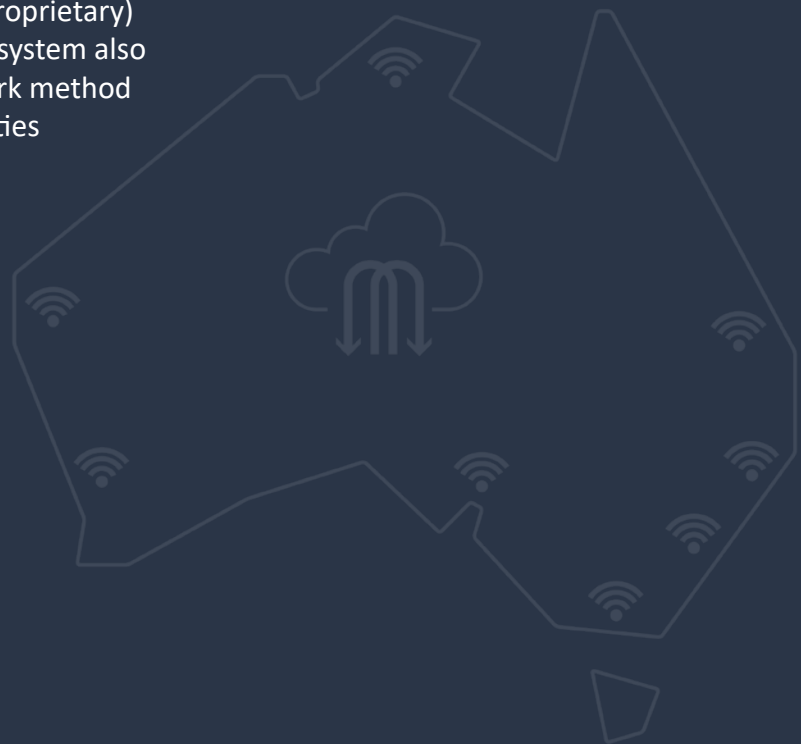 roprietary)
system also
rk method
ties